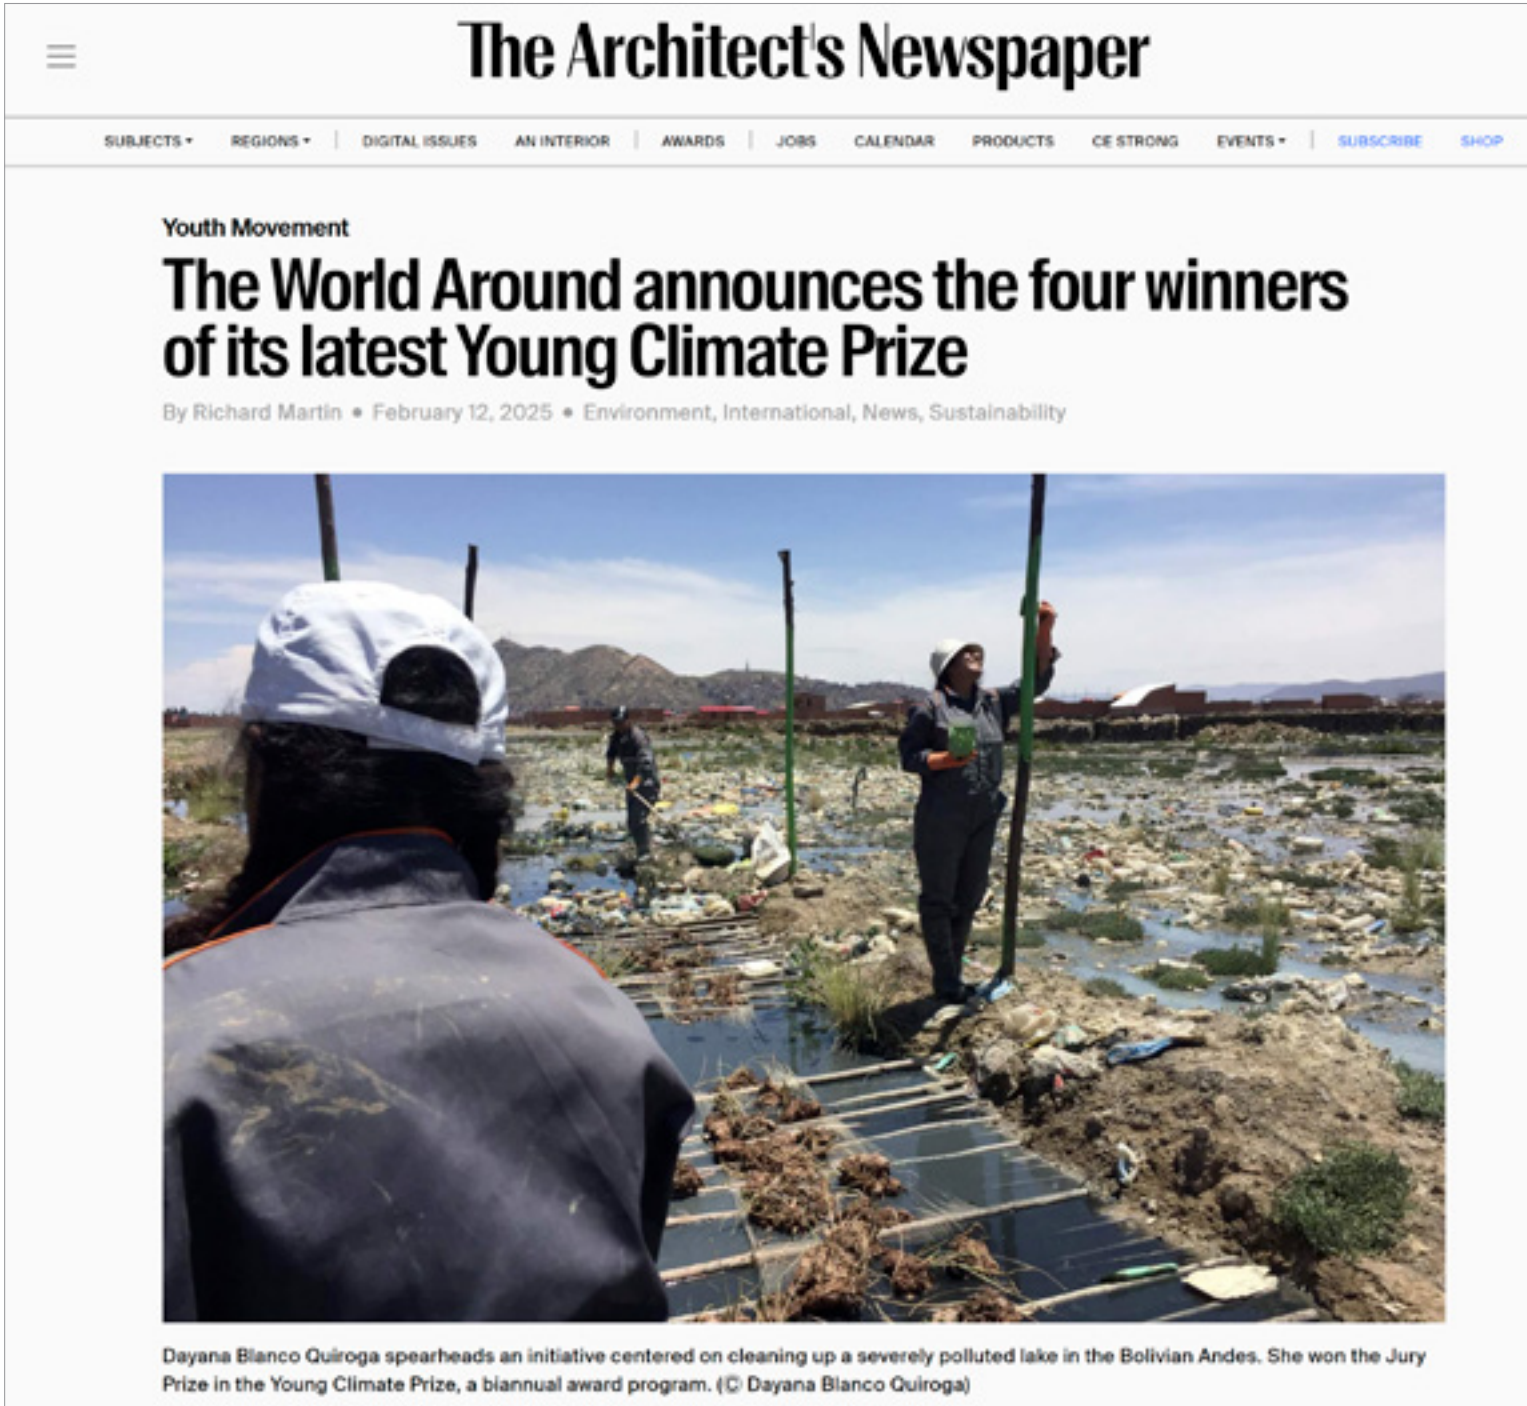 The Architect's Newspaper
SUBJECTS REGIONS DIGITAL ISSUES AN INTERIOR AWARDS JOBS CALENDAR PRODUCTS CE STRONG EVENTS SUBSCRIBE SHOP
Youth Movement
The World Around announces the four winners
of its latest Young Climate Prize
By Richard Martin • February 12, 2025 • Environment, International, News, Sustainability
Dayana Blanco Quiroga spearheads an initiative centered on cleaning up a severely polluted lake in the Bolivian Andes. She won the Jury
Prize in the Young Climate Prize, a biannual award program. (© Dayana Blanco Quiroga)